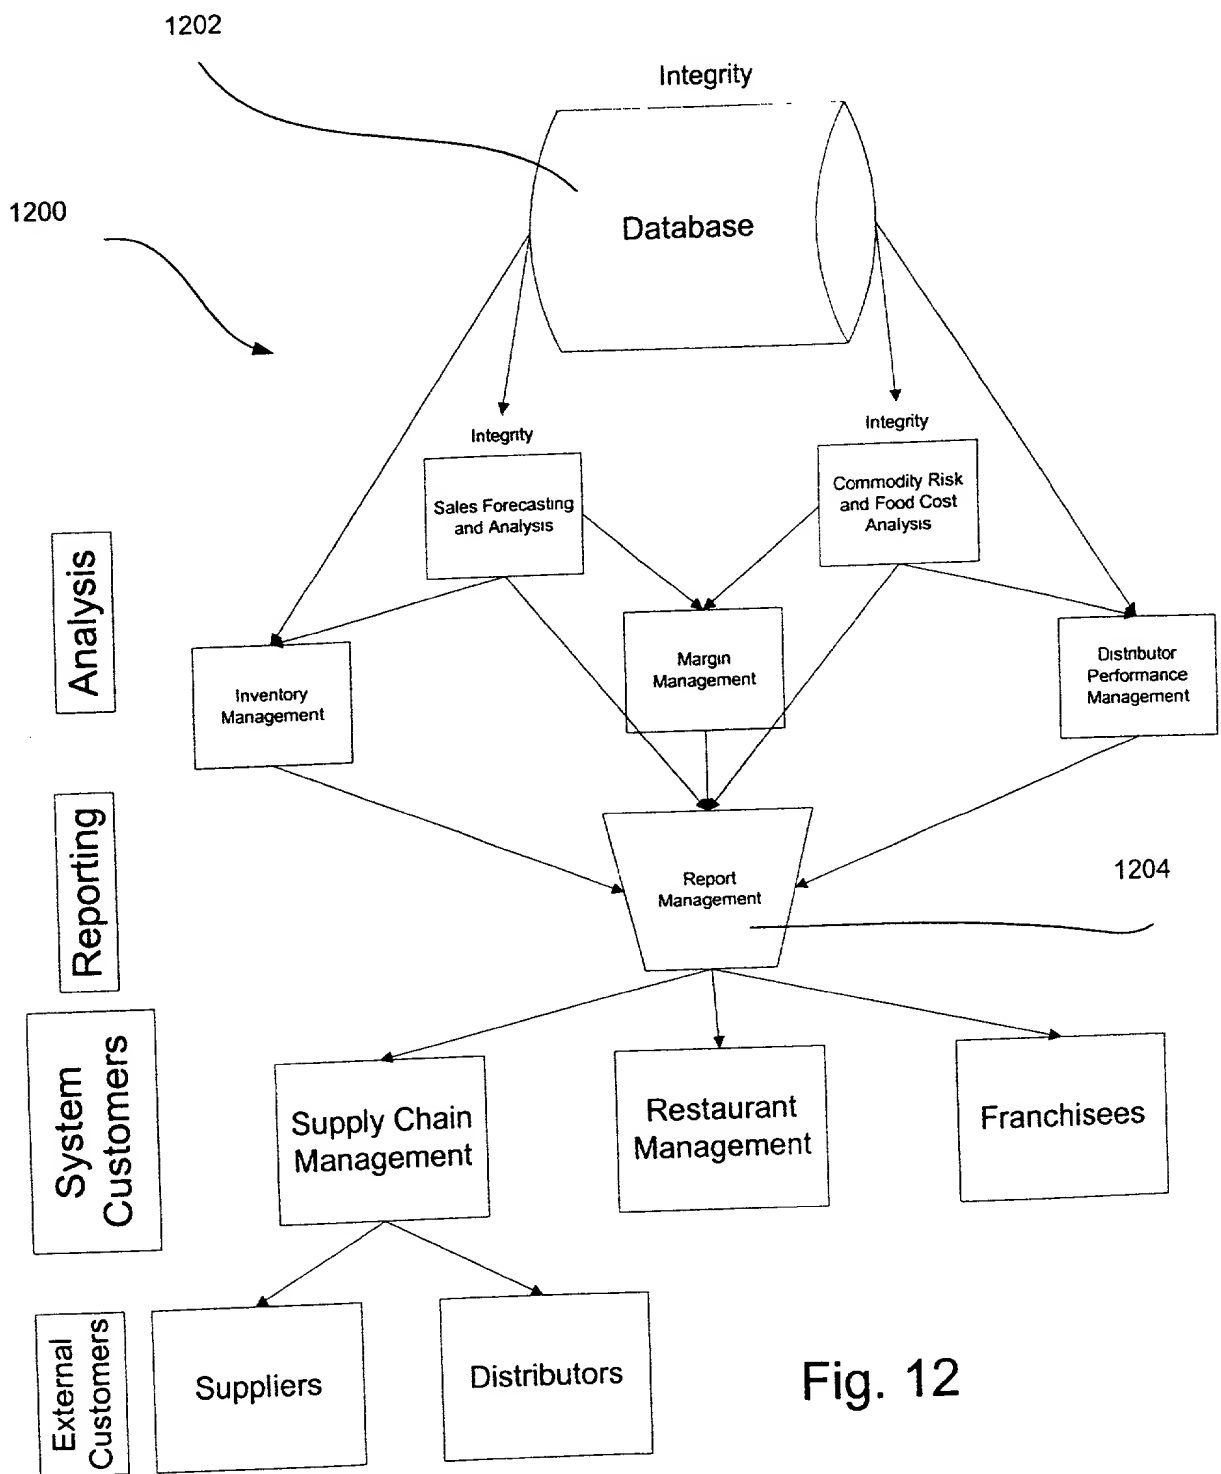 1202
Integrity
1200
Database
Integrity
Integrity
Sales Forecasting
and Analysis
Commodity Risk
and Food Cost
Analysis
Analysis
Inventory
Management
Margin
Management
Distributor
Performance
Management
Reporting
Report
Management
1204
System
Customers
Supply Chain
Management
Restaurant
Management
Franchisees
External
Customers
Suppliers
Distributors
Fig. 12